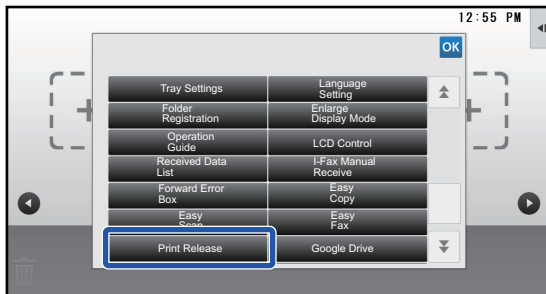 12:55 PM
OK
Tray Settings
Language
Setting
Folder
Registration
Enlarge
Display Mode
Operation
Guide
LCD Control
Received Data
List
I-Fax Manual
Receive
Forward Error
Box
Easy
Copy
Easy
Scan
Easy
Fax
Print Release
Google Drive